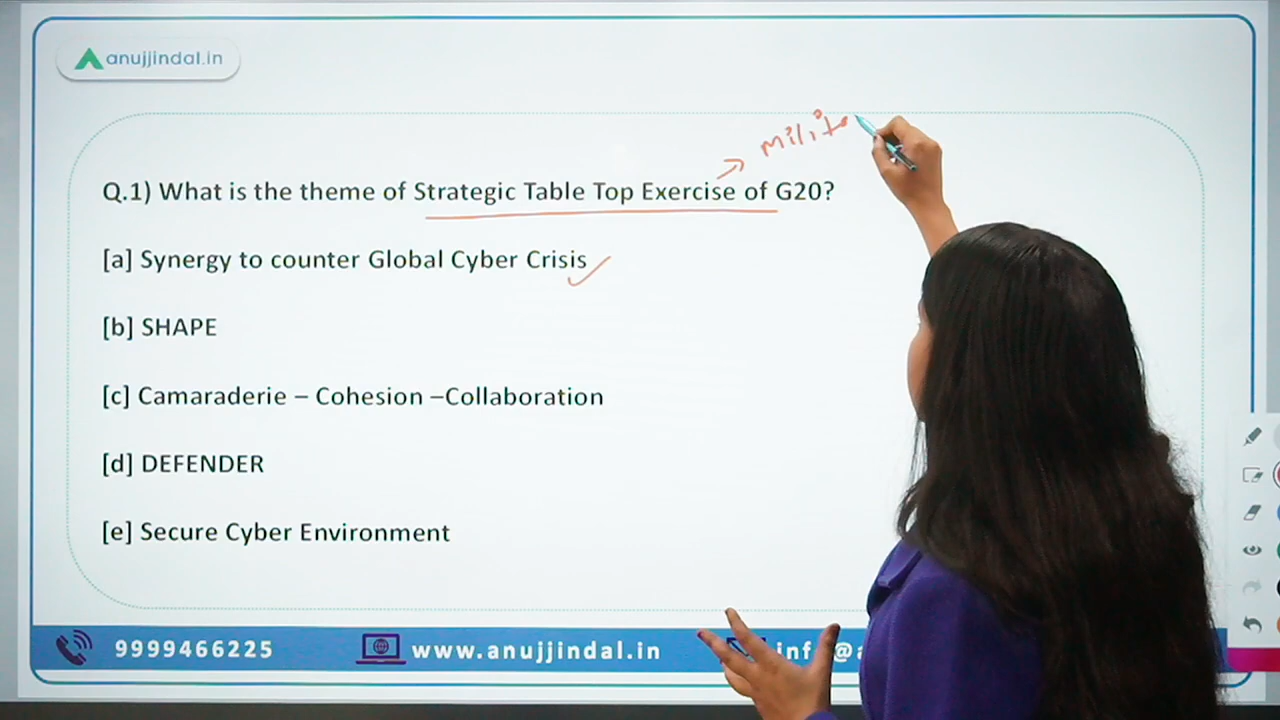 anujjindal.in
milit
Q.1) What is the theme of Strategic Table Top Exercise of G20?
[a] Synergy to counter Global Cyber Crisis
[b] SHAPE
[c] Camaraderie – Cohesion –Collaboration
[d] DEFENDER
[e] Secure Cyber Environment
9999466225 www.anujjindal.in inf @a